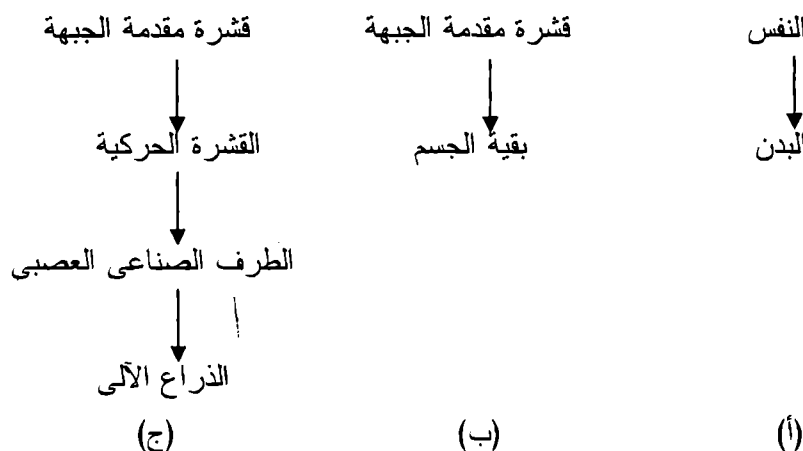 النفس قشرة مقدمة الجبهة قشرة مقدمة الجبهة
البدن بقية الجسم القشرة الحركية
الطرف الصناعى العصبى
الذراع الآلى
(أ) (ب) (ج)